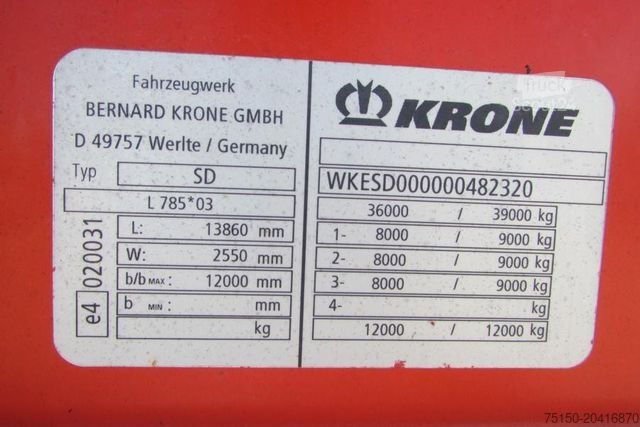 Fahrzeugwerk
BERNARD KRONE GMBH
D 49757 Werlte / Germany
Typ SD
L 785*03
L: 13860 mm
W: 2550 mm
b/b MAX : 12000 mm
b MIN : mm
kg
e4 020031
KRONE
WKESD000000482320
36000 / 39000 kg
1- 8000 / 9000 kg
2- 8000 / 9000 kg
3- 8000 / 9000 kg
4- kg
12000 / 12000 kg
truck
75150-20416870